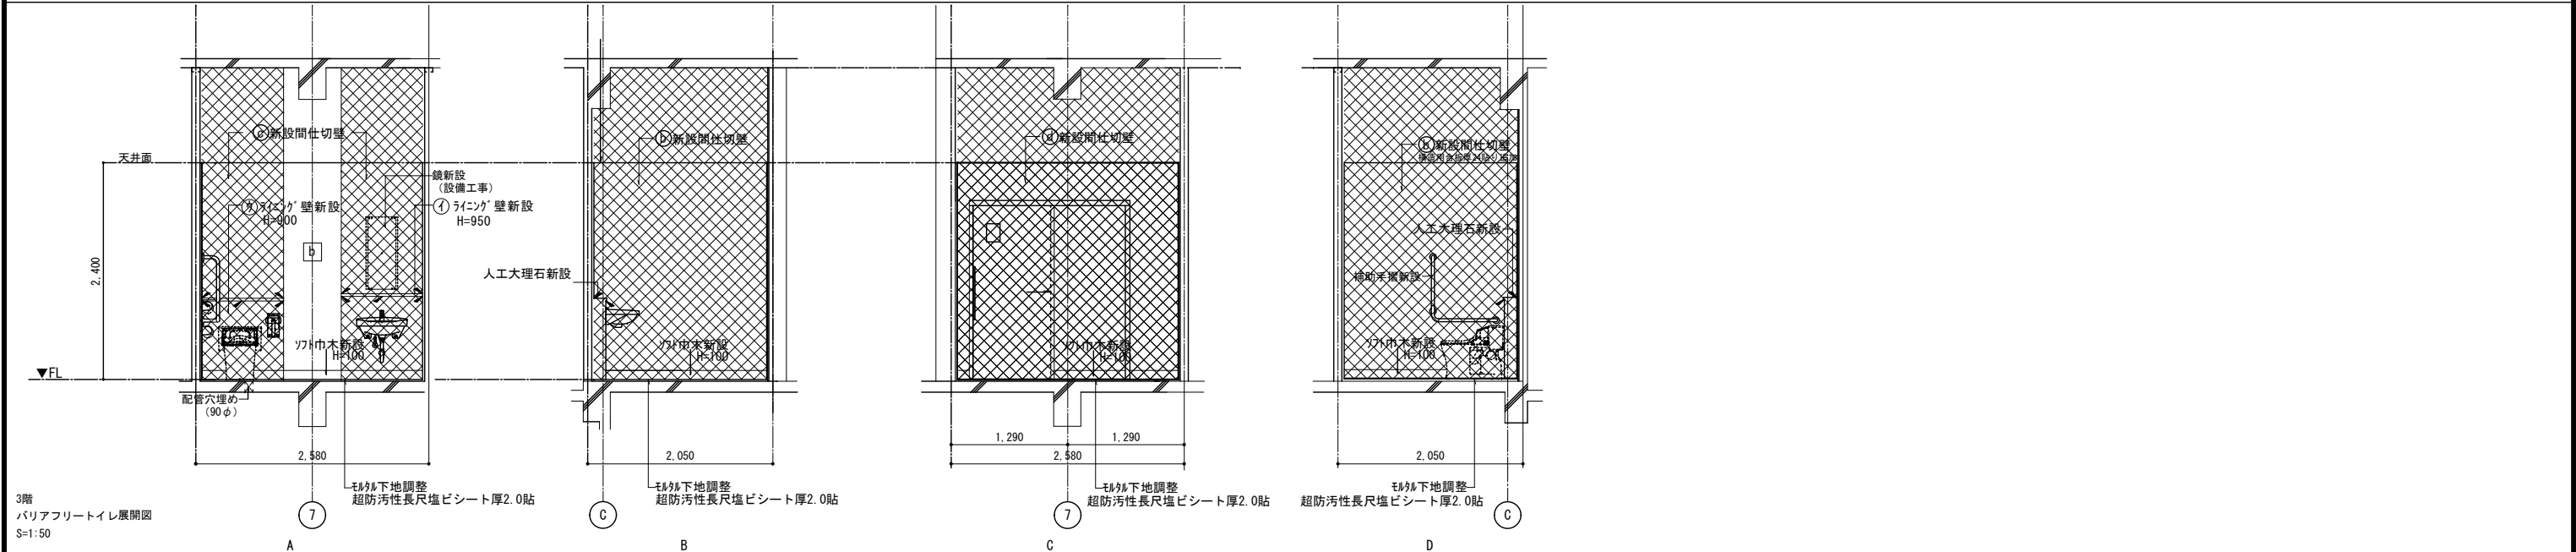 ⓒ新設間仕切壁
天井面
鏡新設
(設備工事)
㋒ﾗｲﾆﾝｸﾞ壁新設
H=900
㋑ﾗｲﾆﾝｸﾞ壁新設
H=950
b
2,400
ｿﾌﾄ巾木新設
H=100
▼FL
配管穴埋め
(90φ)
2,580
ﾓﾙﾀﾙ下地調整
超防汚性長尺塩ビシート厚2.0貼
7
A
ⓑ新設間仕切壁
人工大理石新設
ｿﾌﾄ巾木新設
H=100
2,050
ﾓﾙﾀﾙ下地調整
超防汚性長尺塩ビシート厚2.0貼
C
B
ⓓ新設間仕切壁
ｿﾌﾄ巾木新設
H=100
1,290
1,290
2,580
ﾓﾙﾀﾙ下地調整
超防汚性長尺塩ビシート厚2.0貼
7
C
新設間仕切壁
人工大理石新設
補助手摺新設
ｿﾌﾄ巾木新設
H=100
2,050
ﾓﾙﾀﾙ下地調整
超防汚性長尺塩ビシート厚2.0貼
C
D
3階
バリアフリートイレ展開図
S=1:50